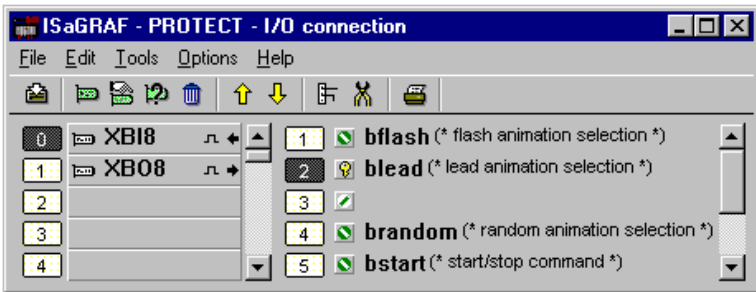 ISaGRAF - PROTECT - I/O connection
File Edit Tools Options Help
0 XBI8
1 XBO8
2
3
4
1 bflash (* flash animation selection *)
2 blead (* lead animation selection *)
3
4 brandom (* random animation selection *)
5 bstart (* start/stop command *)